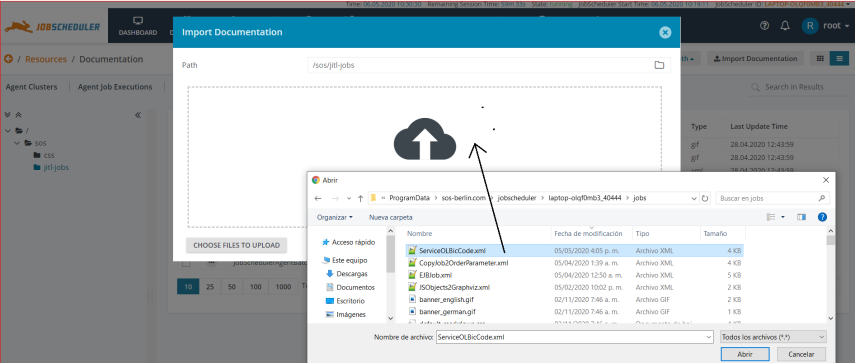 Time: 06.05.2020 10:30:30 Remaining Session Time: 59m 33s State: running JobScheduler Start Time: 06.05.2020 10:19:11 JobScheduler ID: LAPTOP-OLQF0MB3_40444
JOBSCHEDULER
DASHBOARD
root
Import Documentation
/ Resources / Documentation
Import Documentation
Path
/sos/jitl-jobs
Agent Clusters
Agent Job Executions
Search in Results
Type
Last Update Time
/
gif
28.04.2020 12:43:59
sos
gif
28.04.2020 12:43:59
css
28.04.2020 12:43:59
jitl-jobs
CHOOSE FILES TO UPLOAD
10 25 50 100 1000
Abrir
« ProgramData > sos-berlin.com > jobscheduler > laptop-olqf0mb3_40444 > jobs
Buscar en jobs
Organizar
Nueva carpeta
Nombre
Fecha de modificación
Tipo
Tamaño
Acceso rápido
Este equipo
Descargas
Documentos
Escritorio
Imágenes
ServiceOLBicCode.xml 05/05/2020 4:05 p. m. Archivo XML 4 KB
CopyJob2OrderParameter.xml 05/04/2020 1:39 a. m. Archivo XML 4 KB
EJBJob.xml 05/04/2020 12:50 a. m. Archivo XML 5 KB
JSObjects2Graphviz.xml 05/02/2020 10:02 p. m. Archivo XML 4 KB
banner_english.gif 02/11/2020 7:46 a. m. Archivo GIF 2 KB
banner_german.gif 02/11/2020 7:46 a. m. Archivo GIF 2 KB
Nombre de archivo:
ServiceOLBicCode.xml
Todos los archivos (*.*)
Abrir
Cancelar